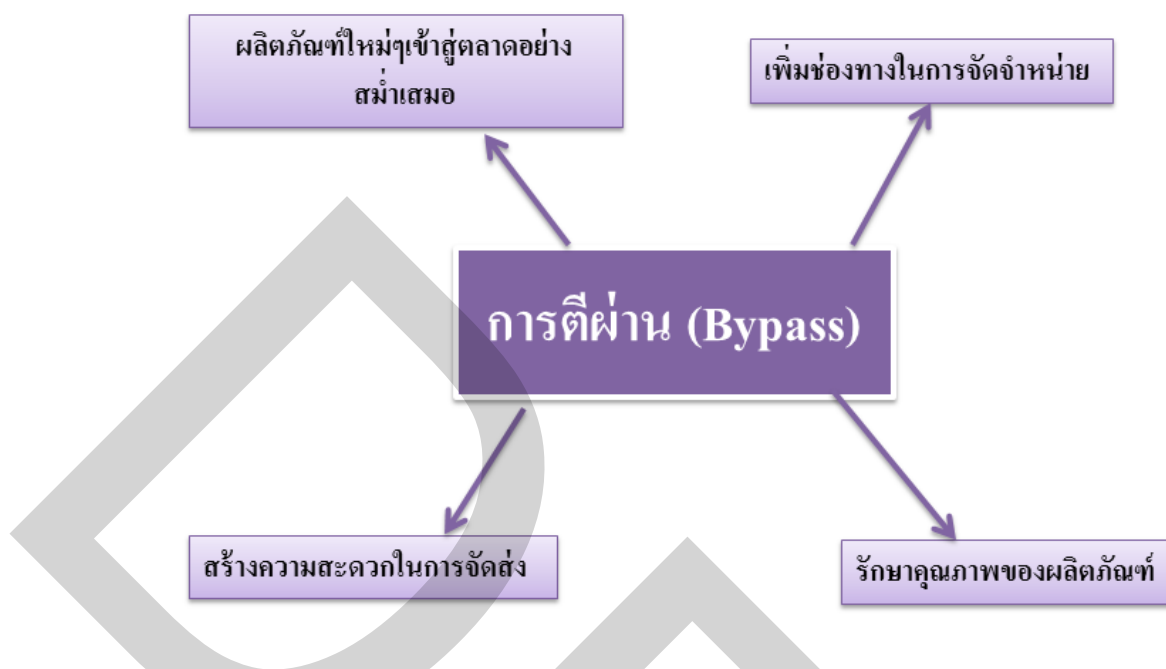 ผลิตภัณฑ์ใหม่ๆเข้าสู่ตลาดอย่าง
สม่ำเสมอ
เพิ่มช่องทางในการจัดจำหน่าย
การตีผ่าน (Bypass)
สร้างความสะดวกในการจัดส่ง
รักษาคุณภาพของผลิตภัณฑ์